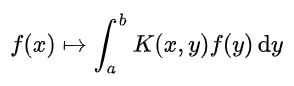 f(x) ↦ ∫_a^b K(x, y)f(y) dy